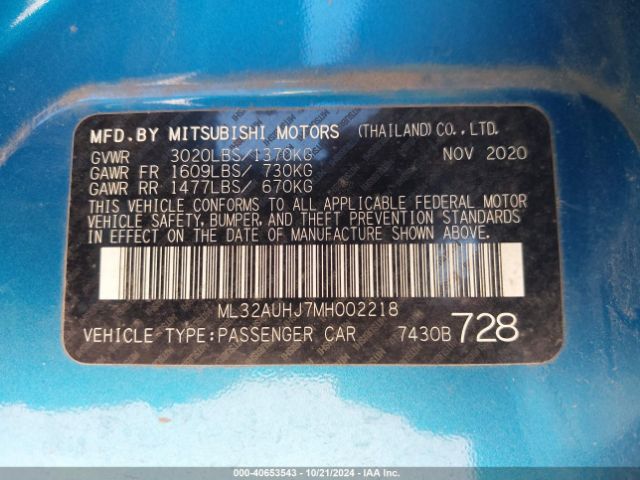 MFD.BY MITSUBISHI MOTORS (THAILAND)CO.,LTD.
GVWR 3020LBS/1370KG NOV 2020
GAWR FR 1609LBS/ 730KG
GAWR RR 1477LBS/ 670KG
THIS VEHICLE CONFORMS TO ALL APPLICABLE FEDERAL MOTOR
VEHICLE SAFETY, BUMPER, AND THEFT PREVENTION STANDARDS
IN EFFECT ON THE DATE OF MANUFACTURE SHOWN ABOVE.
ML32AUHJ7MH002218
VEHICLE TYPE:PASSENGER CAR 7430B 728
000-40653543 - 10/21/2024 - IAA Inc.